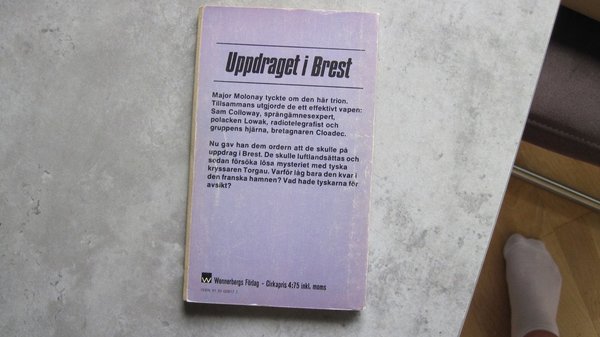 Uppdraget i Brest
Major Molonay tyckte om den här trion.
Tillsammans utgjorde de ett effektivt vapen:
Sam Colloway, sprängämnesexpert,
polacken Lowak, radiotelegrafist och
gruppens hjärna, bretagnaren Cloadec.
Nu gav han dem ordern att de skulle på
uppdrag i Brest. De skulle luftlandsättas och
sedan försöka lösa mysteriet med tyska
kryssaren Torgau. Varför låg bara den kvar i
den franska hamnen? Vad hade tyskarna för
avsikt?
Wennerbergs Förlag - Cirkapris 4:75 inkl. moms
ISBN